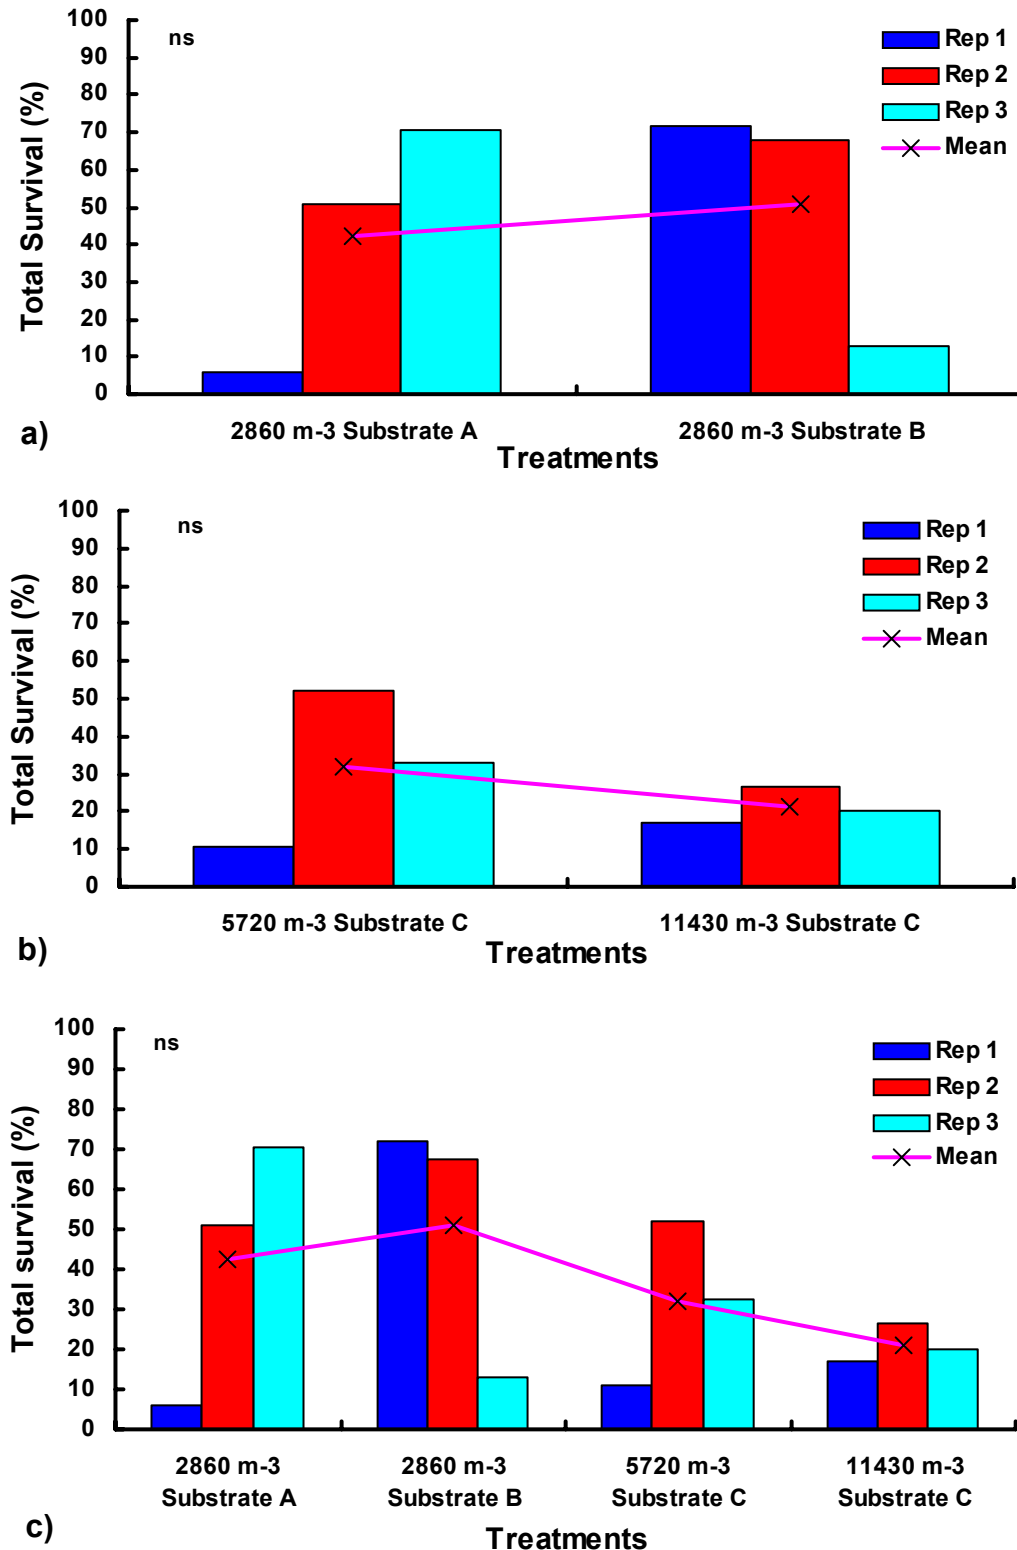 ns
Rep 1
Rep 2
Rep 3
Mean
Total Survival (%)
100
90
80
70
60
50
40
30
20
10
0
2860 m-3 Substrate A
2860 m-3 Substrate B
a)
Treatments
ns
Rep 1
Rep 2
Rep 3
Mean
Total Survival (%)
100
90
80
70
60
50
40
30
20
10
0
5720 m-3 Substrate C
11430 m-3 Substrate C
b)
Treatments
ns
Rep 1
Rep 2
Rep 3
Mean
Total survival (%)
100
90
80
70
60
50
40
30
20
10
0
2860 m-3
Substrate A
2860 m-3
Substrate B
5720 m-3
Substrate C
11430 m-3
Substrate C
c)
Treatments